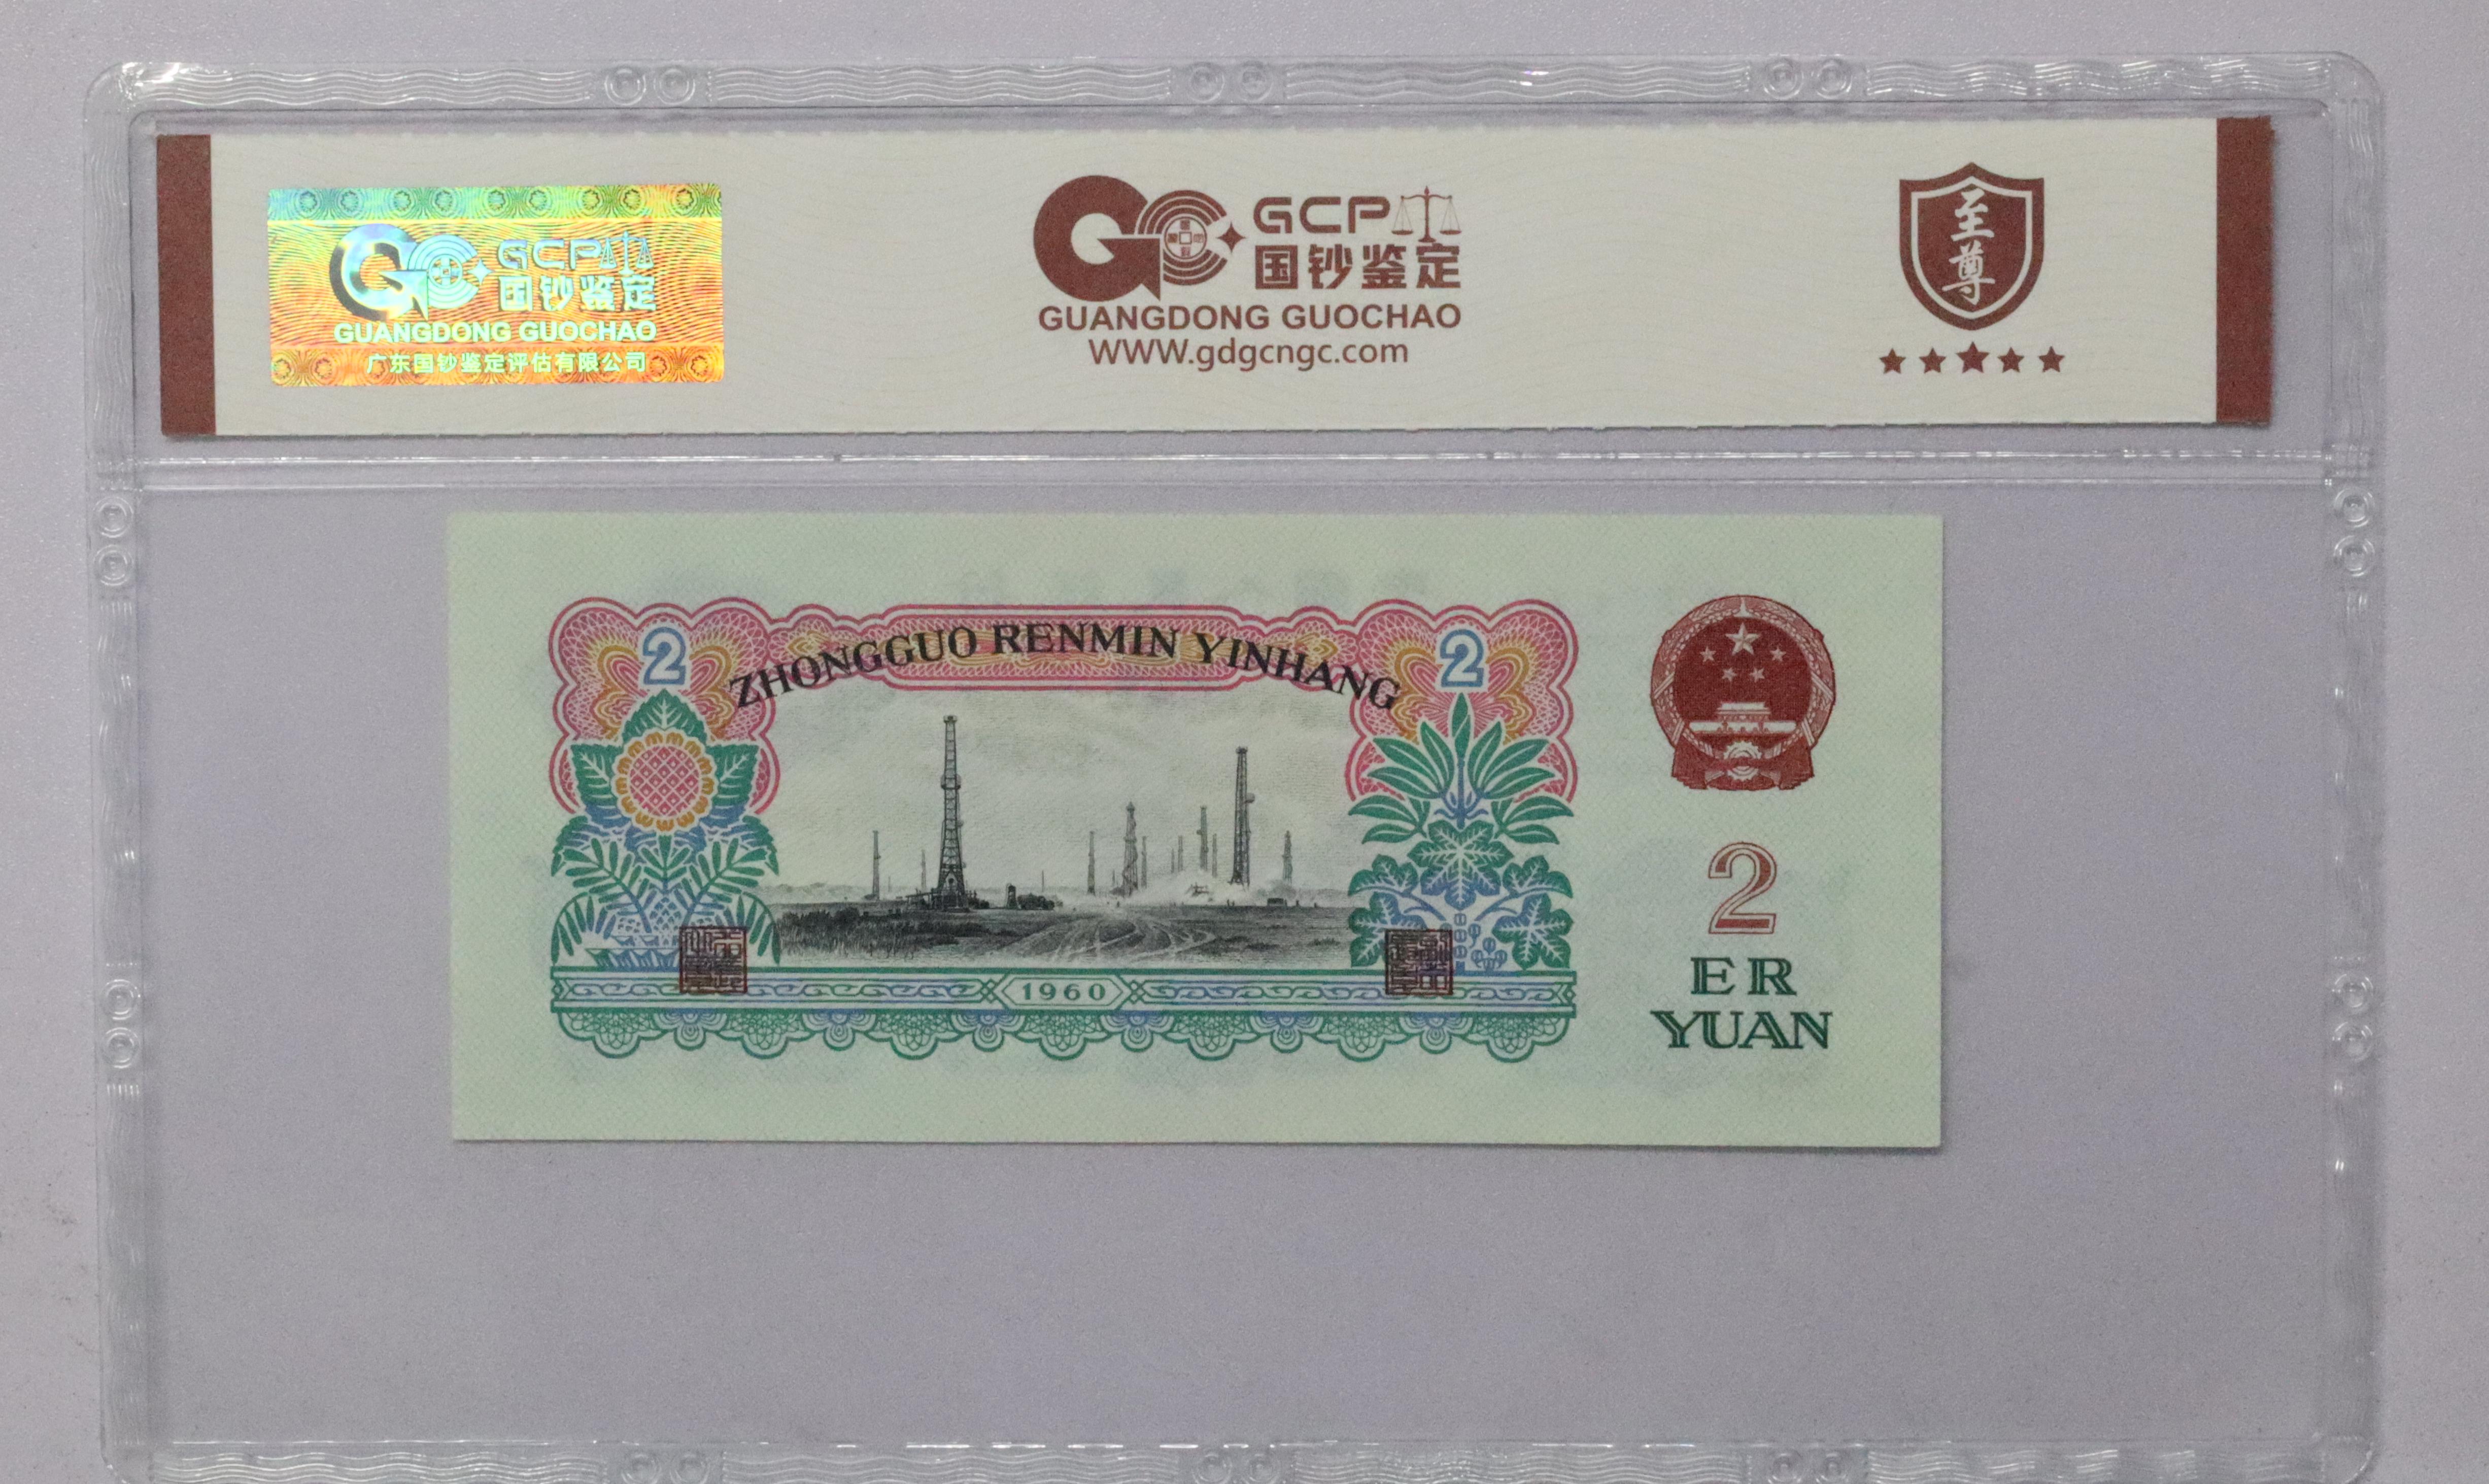 GCP
国钞鉴定
GUANGDONG GUOCHAO
广东国钞鉴定评估有限公司
GCP
国钞鉴定
GUANGDONG GUOCHAO
WWW.gdgcngc.com
至尊
2
ZHONGGUO RENMIN YINHANG
2
1960
2
ER
YUAN